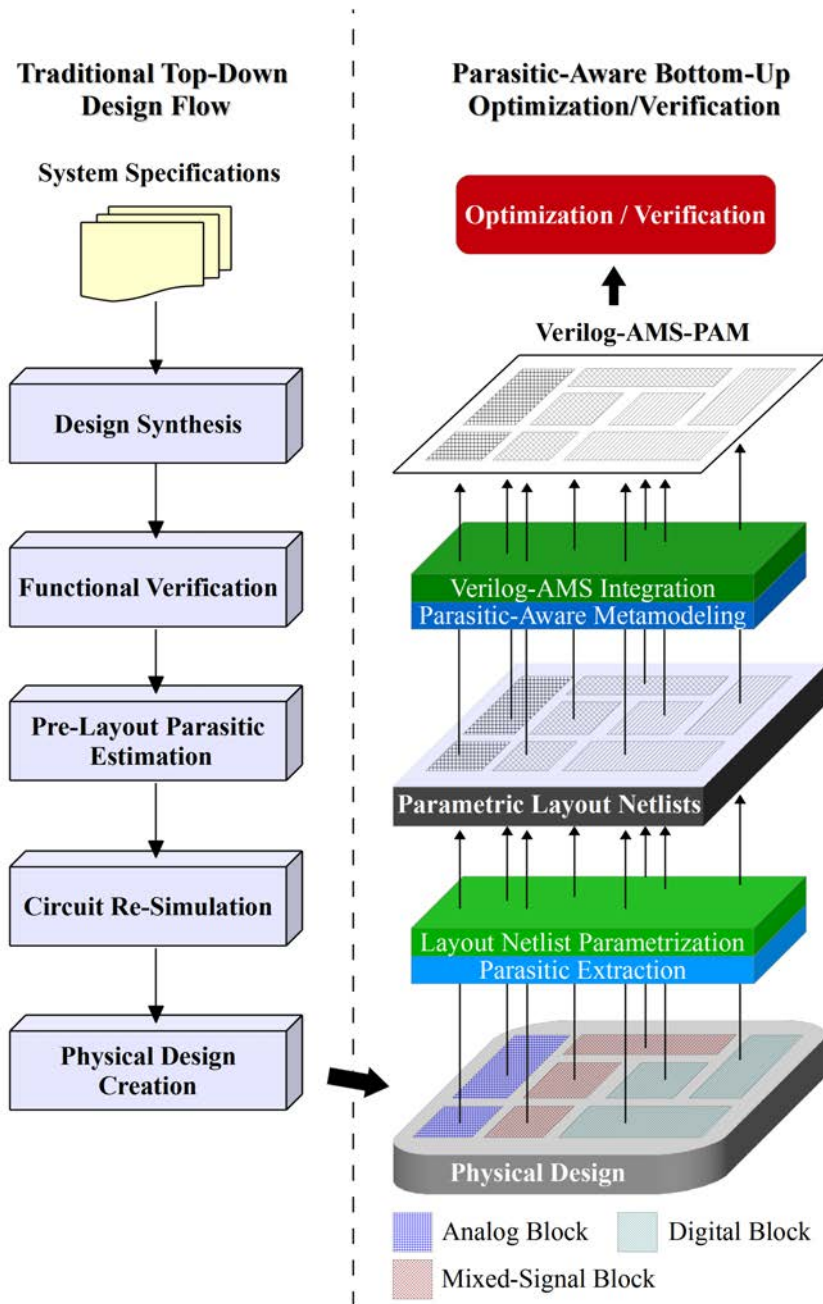 Traditional Top-Down
Design Flow
System Specifications
Design Synthesis
Functional Verification
Pre-Layout Parasitic
Estimation
Circuit Re-Simulation
Physical Design
Creation
Parasitic-Aware Bottom-Up
Optimization/Verification
Optimization / Verification
Verilog-AMS-PAM
Verilog-AMS Integration
Parasitic-Aware Metamodeling
Parametric Layout Netlists
Layout Netlist Parametrization
Parasitic Extraction
Physical Design
Analog Block
Digital Block
Mixed-Signal Block